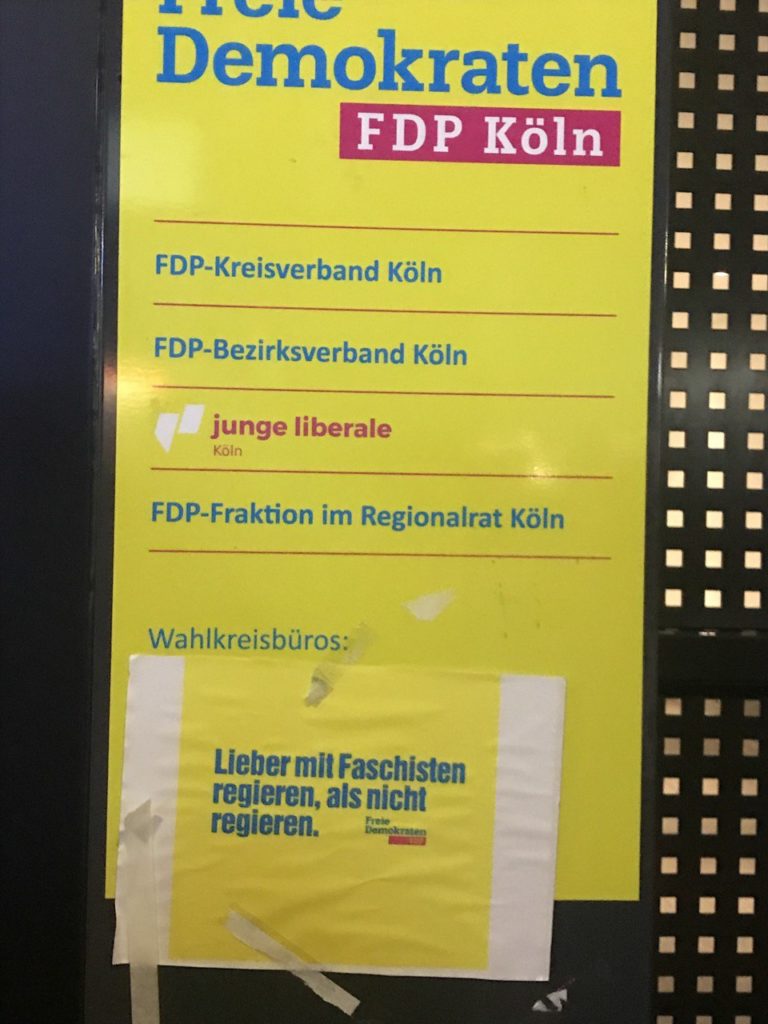 Freie
Demokraten
FDP Köln
FDP-Kreisverband Köln
FDP-Bezirksverband Köln
junge liberale
Köln
FDP-Fraktion im Regionalrat Köln
Wahlkreisbüros:
Lieber mit Faschisten
regieren, als nicht
regieren.
Freie
Demokraten